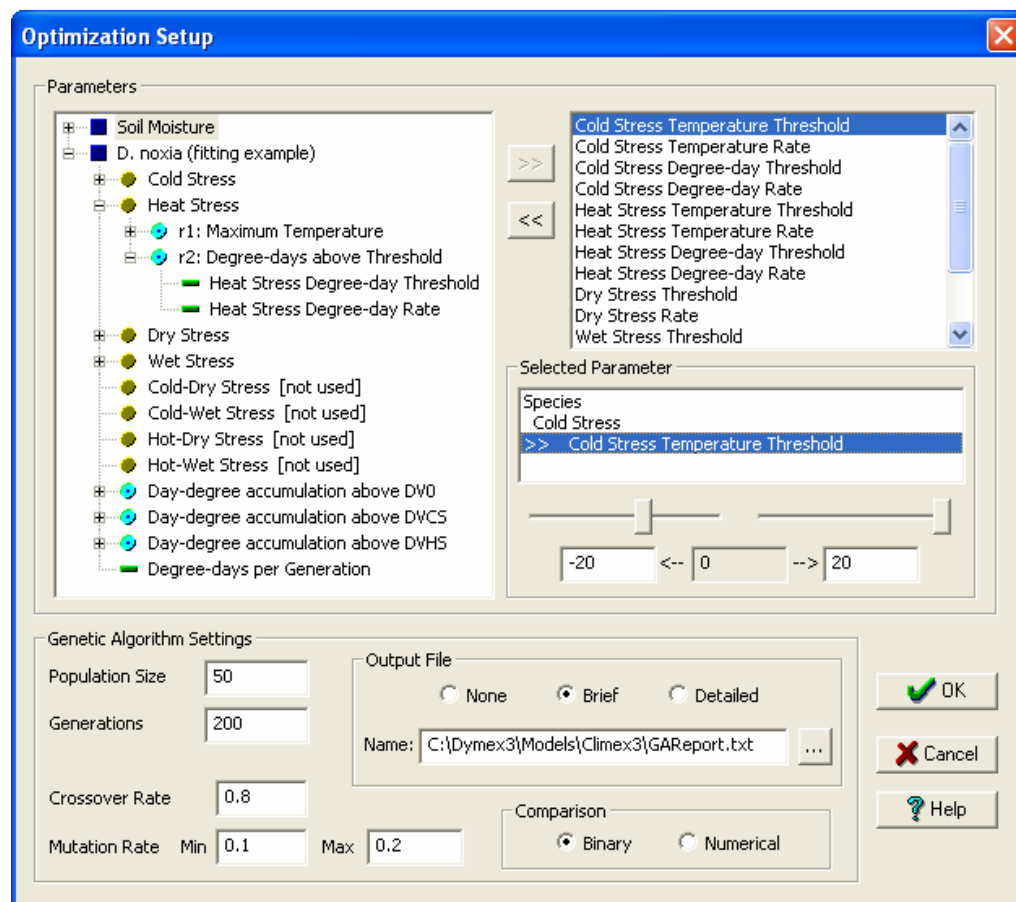 Optimization Setup
Parameters
Soil Moisture
D. noxia (fitting example)
Cold Stress
Heat Stress
r1: Maximum Temperature
r2: Degree-days above Threshold
Heat Stress Degree-day Threshold
Heat Stress Degree-day Rate
Dry Stress
Wet Stress
Cold-Dry Stress [not used]
Cold-Wet Stress [not used]
Hot-Dry Stress [not used]
Hot-Wet Stress [not used]
Day-degree accumulation above DV0
Day-degree accumulation above DVCS
Day-degree accumulation above DVHS
Degree-days per Generation
>>
<<
Cold Stress Temperature Threshold
Cold Stress Temperature Rate
Cold Stress Degree-day Threshold
Cold Stress Degree-day Rate
Heat Stress Temperature Threshold
Heat Stress Temperature Rate
Heat Stress Degree-day Threshold
Heat Stress Degree-day Rate
Dry Stress Threshold
Dry Stress Rate
Wet Stress Threshold
Selected Parameter
Species
Cold Stress
>> Cold Stress Temperature Threshold
-20 <-- 0 --> 20
Genetic Algorithm Settings
Population Size 50
Generations 200
Crossover Rate 0.8
Mutation Rate Min 0.1 Max 0.2
Output File
None Brief Detailed
Name: C:\Dymex3\Models\Climex3\GAReport.txt ...
Comparison
Binary Numerical
OK
Cancel
Help